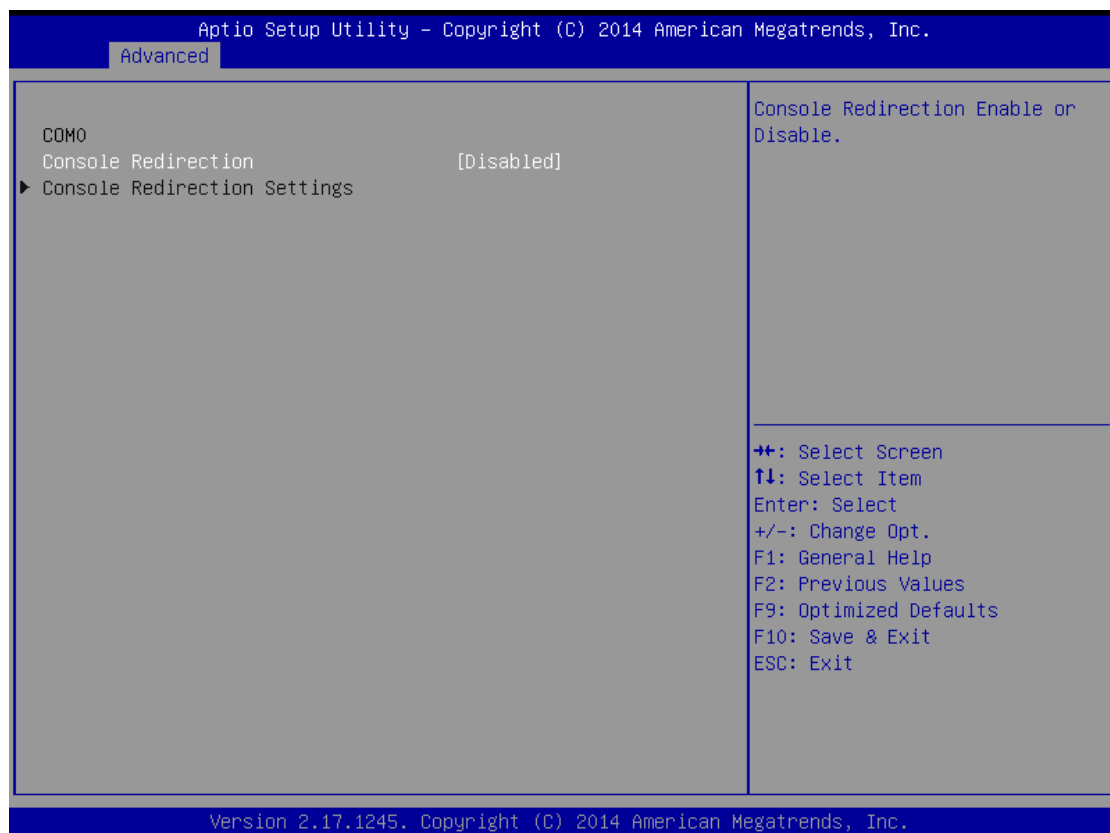 Aptio Setup Utility – Copyright (C) 2014 American Megatrends, Inc.
Advanced
COM0
Console Redirection [Disabled]
▶ Console Redirection Settings
Console Redirection Enable or
Disable.
→←: Select Screen
↑↓: Select Item
Enter: Select
+/-: Change Opt.
F1: General Help
F2: Previous Values
F9: Optimized Defaults
F10: Save & Exit
ESC: Exit
Version 2.17.1245. Copyright (C) 2014 American Megatrends, Inc.